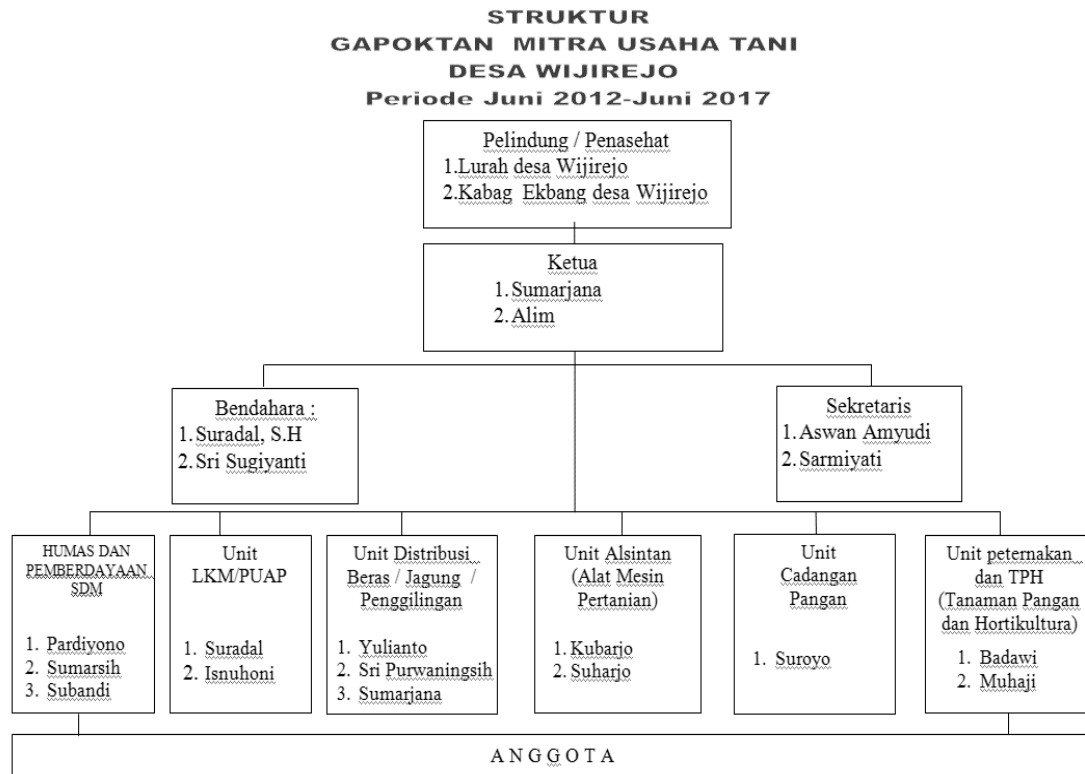 STRUKTUR
GAPOKTAN MITRA USAHA TANI
DESA WIJIREJO
Periode Juni 2012-Juni 2017
Pelindung / Penasehat
1.Lurah desa Wijirejo
2.Kabag Ekbang desa Wijirejo
Ketua
1.Sumarjana
2.Alim
Bendahara :
1.Suradal, S.H
2.Sri Sugiyanti
Sekretaris
1.Aswan Amyudi
2.Sarmiyati
HUMAS DAN
PEMBERDAYAAN
SDM
1. Pardiyono
2. Sumarsih
3. Subandi
Unit
LKM/PUAP
1. Suradal
2. Isnuhoni
Unit Distribusi
Beras / Jagung /
Penggilingan
1. Yulianto
2. Sri Purwaningsih
3. Sumarjana
Unit Alsintan
(Alat Mesin
Pertanian)
1. Kubarjo
2. Suharjo
Unit
Cadangan
Pangan
1. Suroyo
Unit peternakan
dan TPH
(Tanaman Pangan
dan Hortikultura)
1. Badawi
2. Muhaji
A N G G O T A